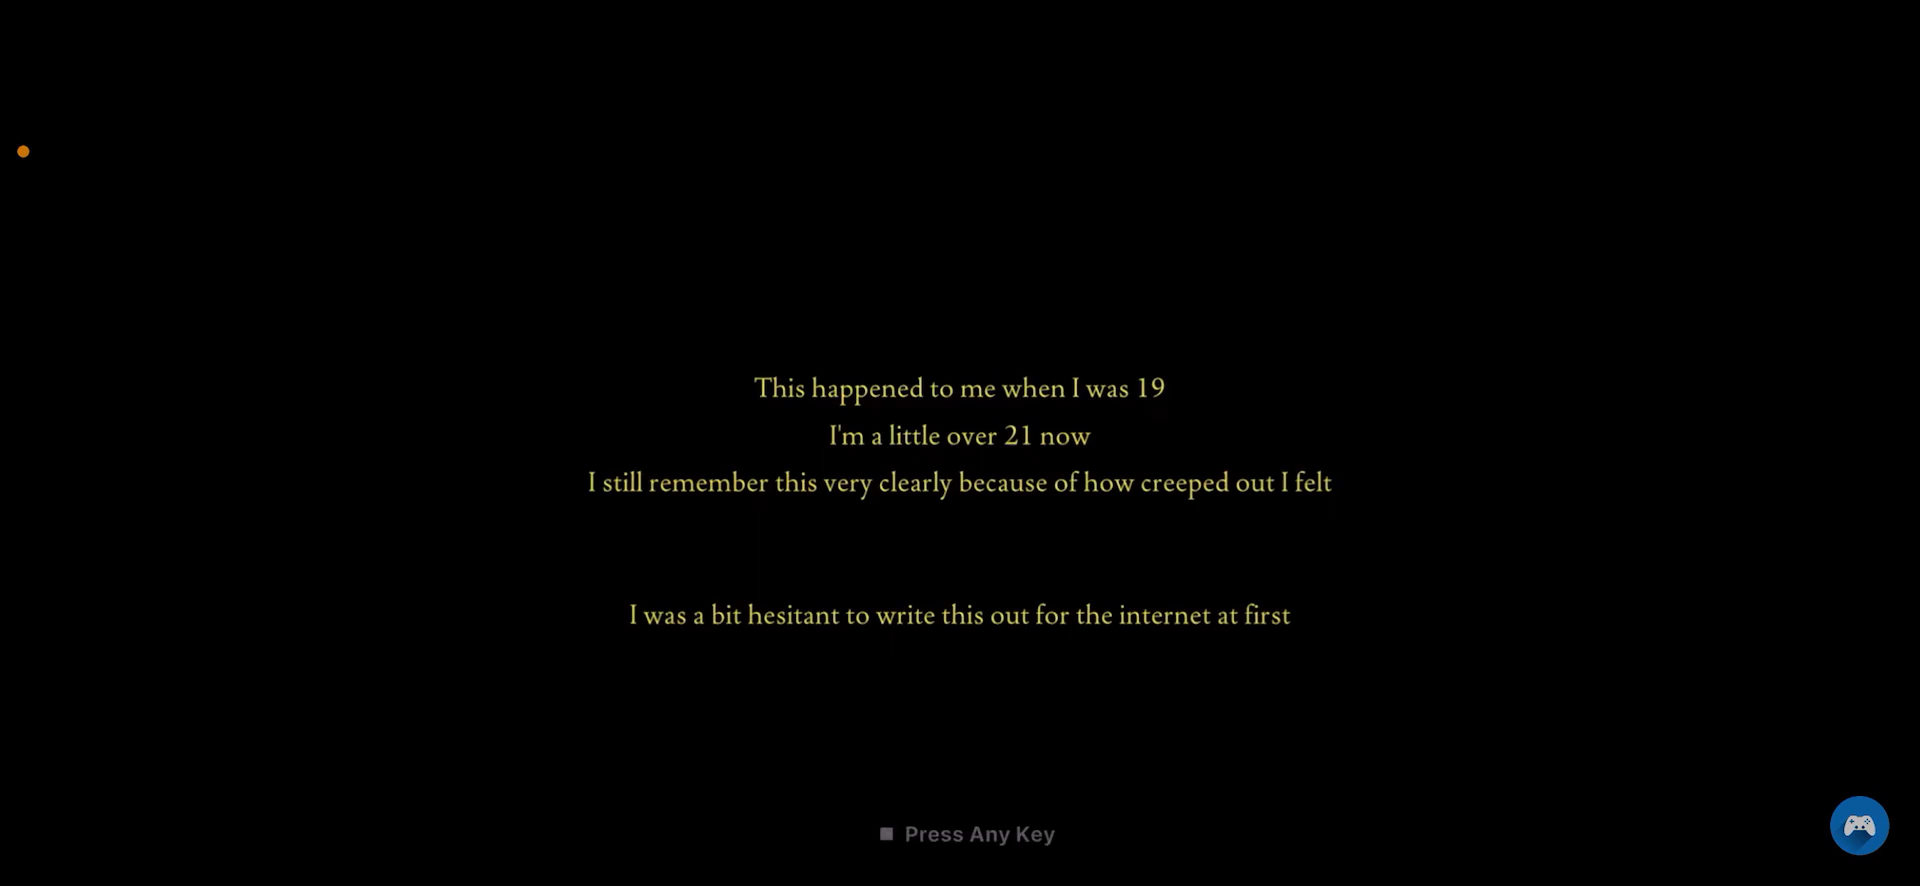 This happened to me when I was 19
I'm a little over 21 now
I still remember this very clearly because of how creeped out I felt
I was a bit hesitant to write this out for the internet at first
Press Any Key